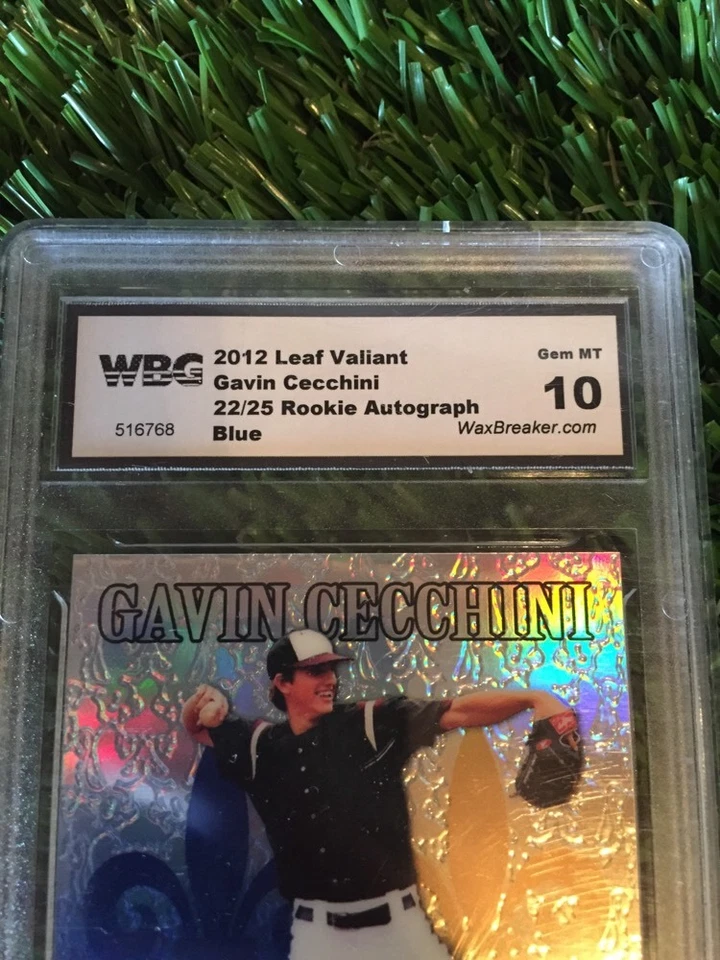 WBG
2012 Leaf Valiant
Gavin Cecchini
22/25 Rookie Autograph
Blue
516768
Gem MT
10
WaxBreaker.com
GAVIN CECCHINI